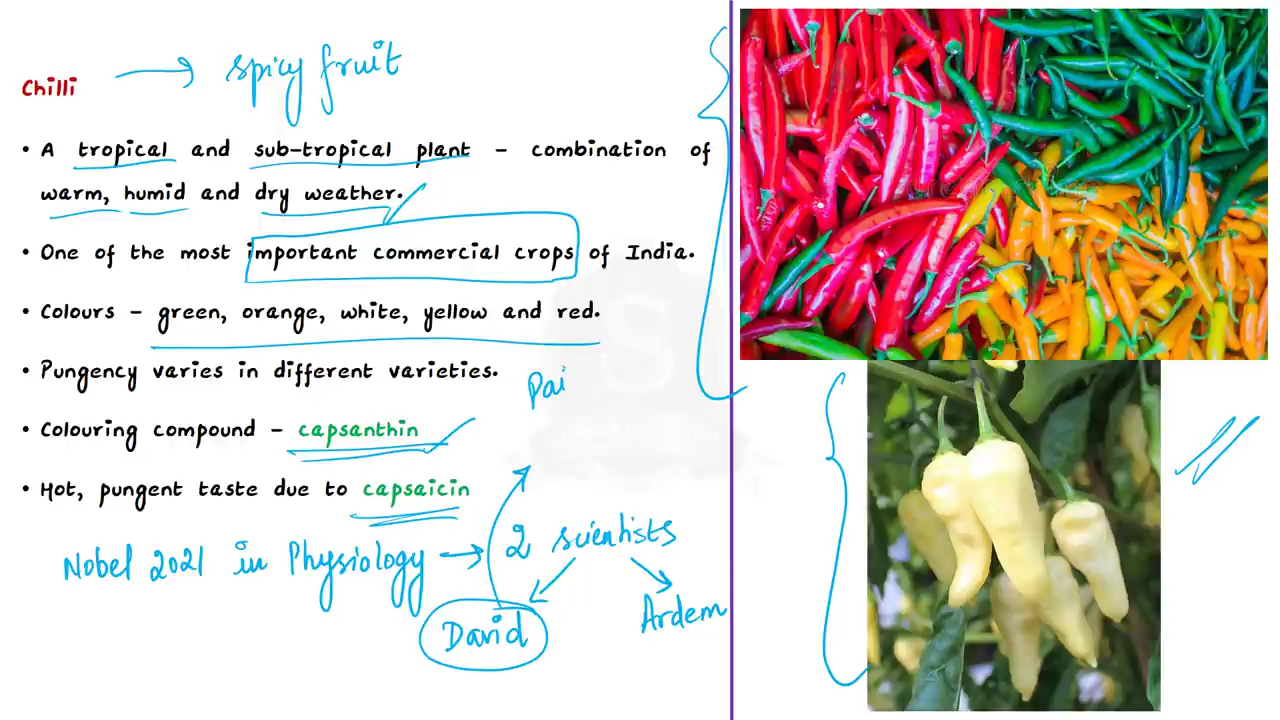 Chilli → spicy fruit
• A tropical and sub-tropical plant – combination of
warm, humid and dry weather.
• One of the most important commercial crops of India.
• Colours – green, orange, white, yellow and red.
• Pungency varies in different varieties.
Pai
• Colouring compound – capsanthin
• Hot, pungent taste due to capsaicin
Nobel 2021 in Physiology → 2 scientists
David Ardem